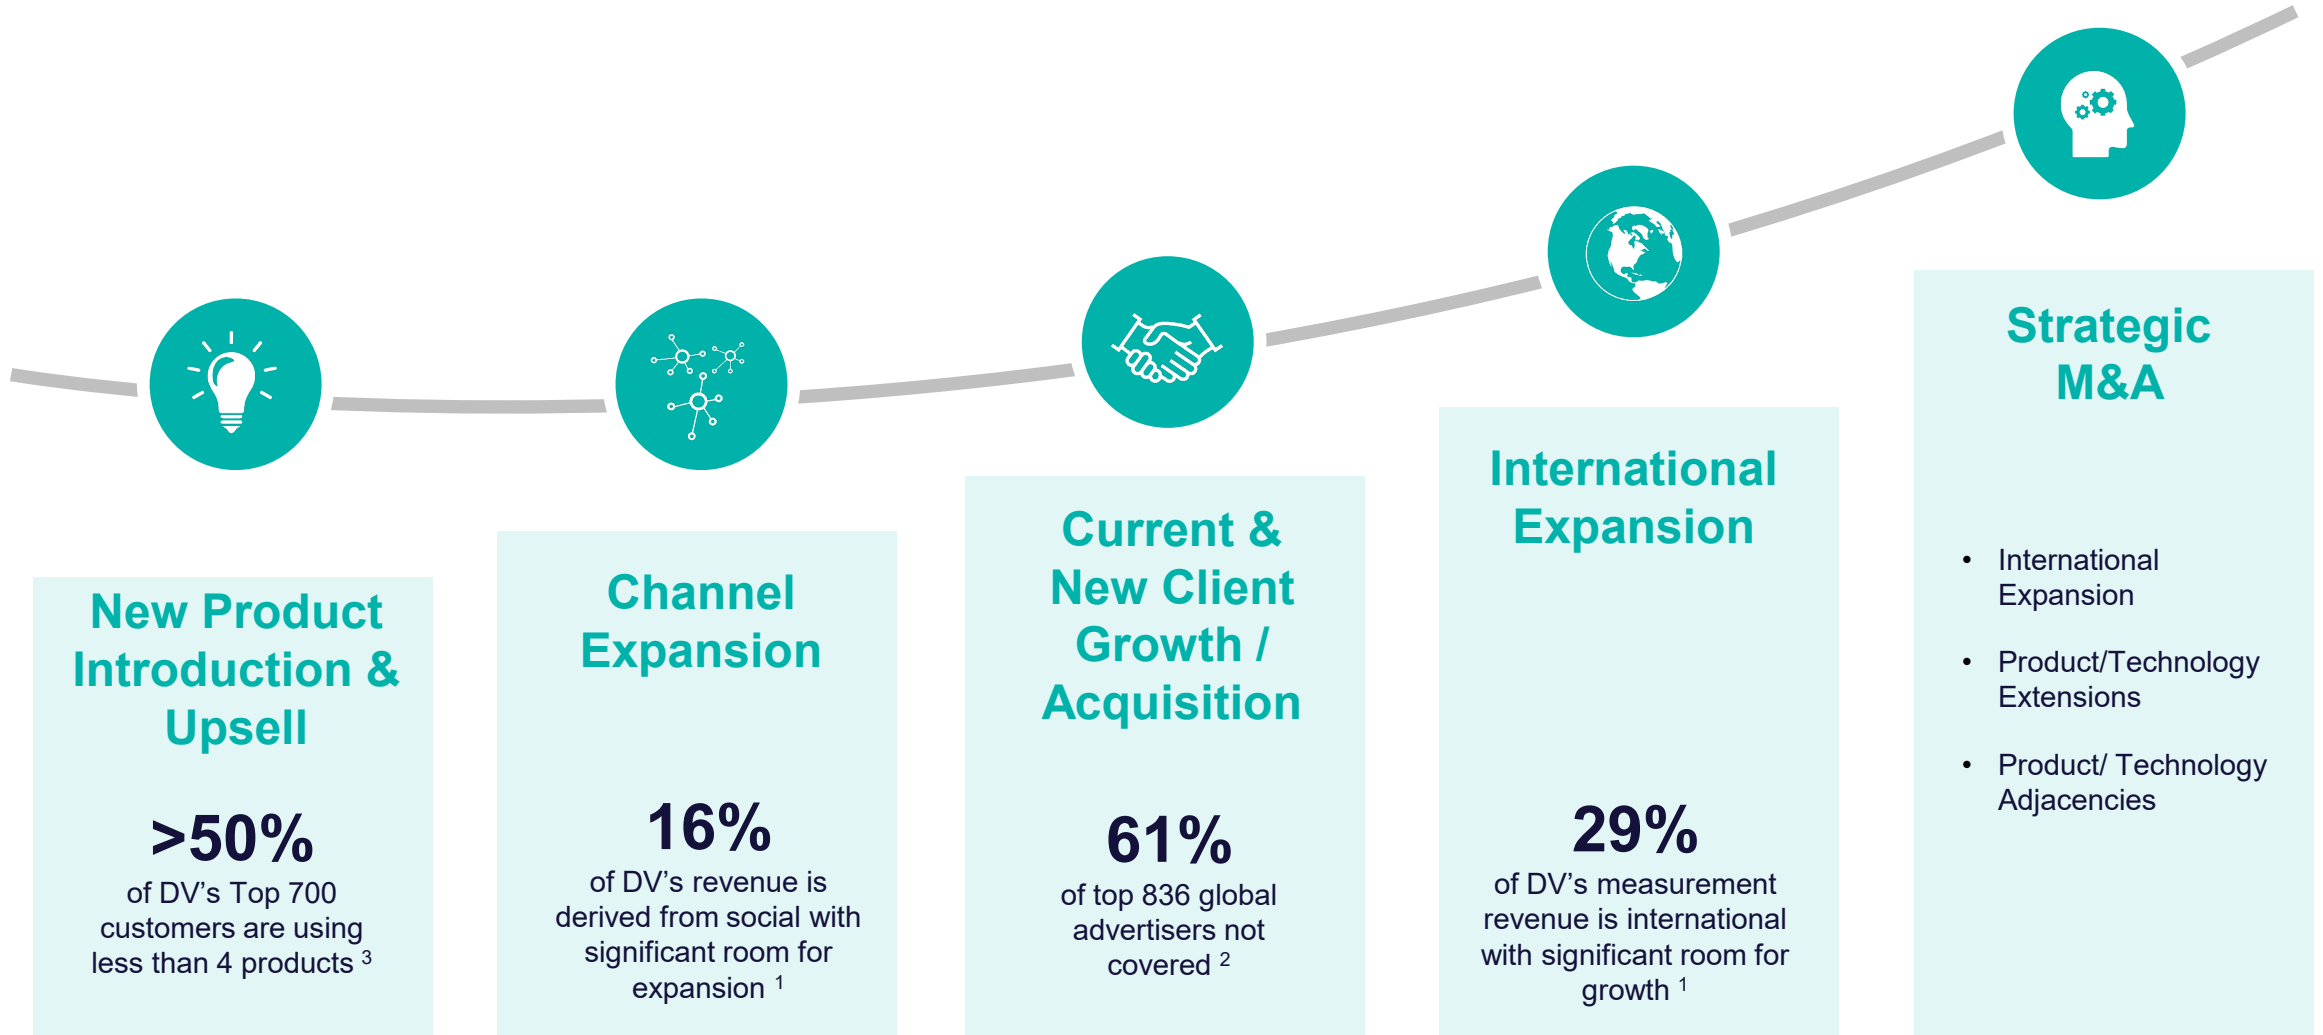 New Product
Introduction &
Upsell
>50%
of DV’s Top 700
customers are using
less than 4 products 3
Channel
Expansion
16%
of DV’s revenue is
derived from social with
significant room for
expansion 1
Current &
New Client
Growth /
Acquisition
61%
of top 836 global
advertisers not
covered 2
International
Expansion
29%
of DV’s measurement
revenue is international
with significant room for
growth 1
Strategic
M&A
• International
Expansion
• Product/Technology
Extensions
• Product/ Technology
Adjacencies